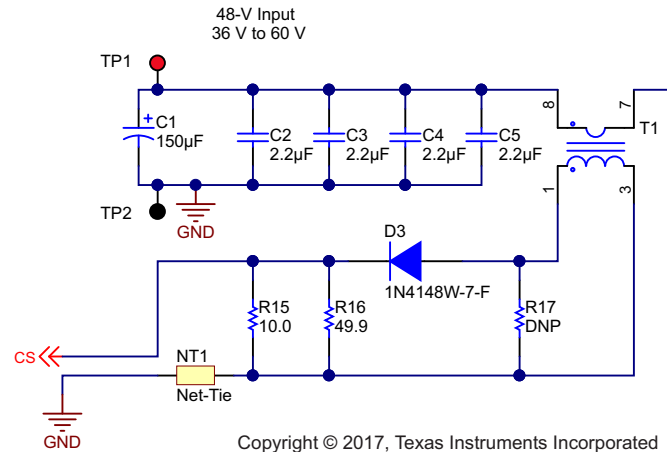 48-V Input
36 V to 60 V
TP1
C1
150µF
C2
2.2µF
C3
2.2µF
C4
2.2µF
C5
2.2µF
8
7
T1
1
3
TP2
GND
D3
1N4148W-7-F
R15
10.0
R16
49.9
R17
DNP
CS
NT1
Net-Tie
GND
Copyright © 2017, Texas Instruments Incorporated